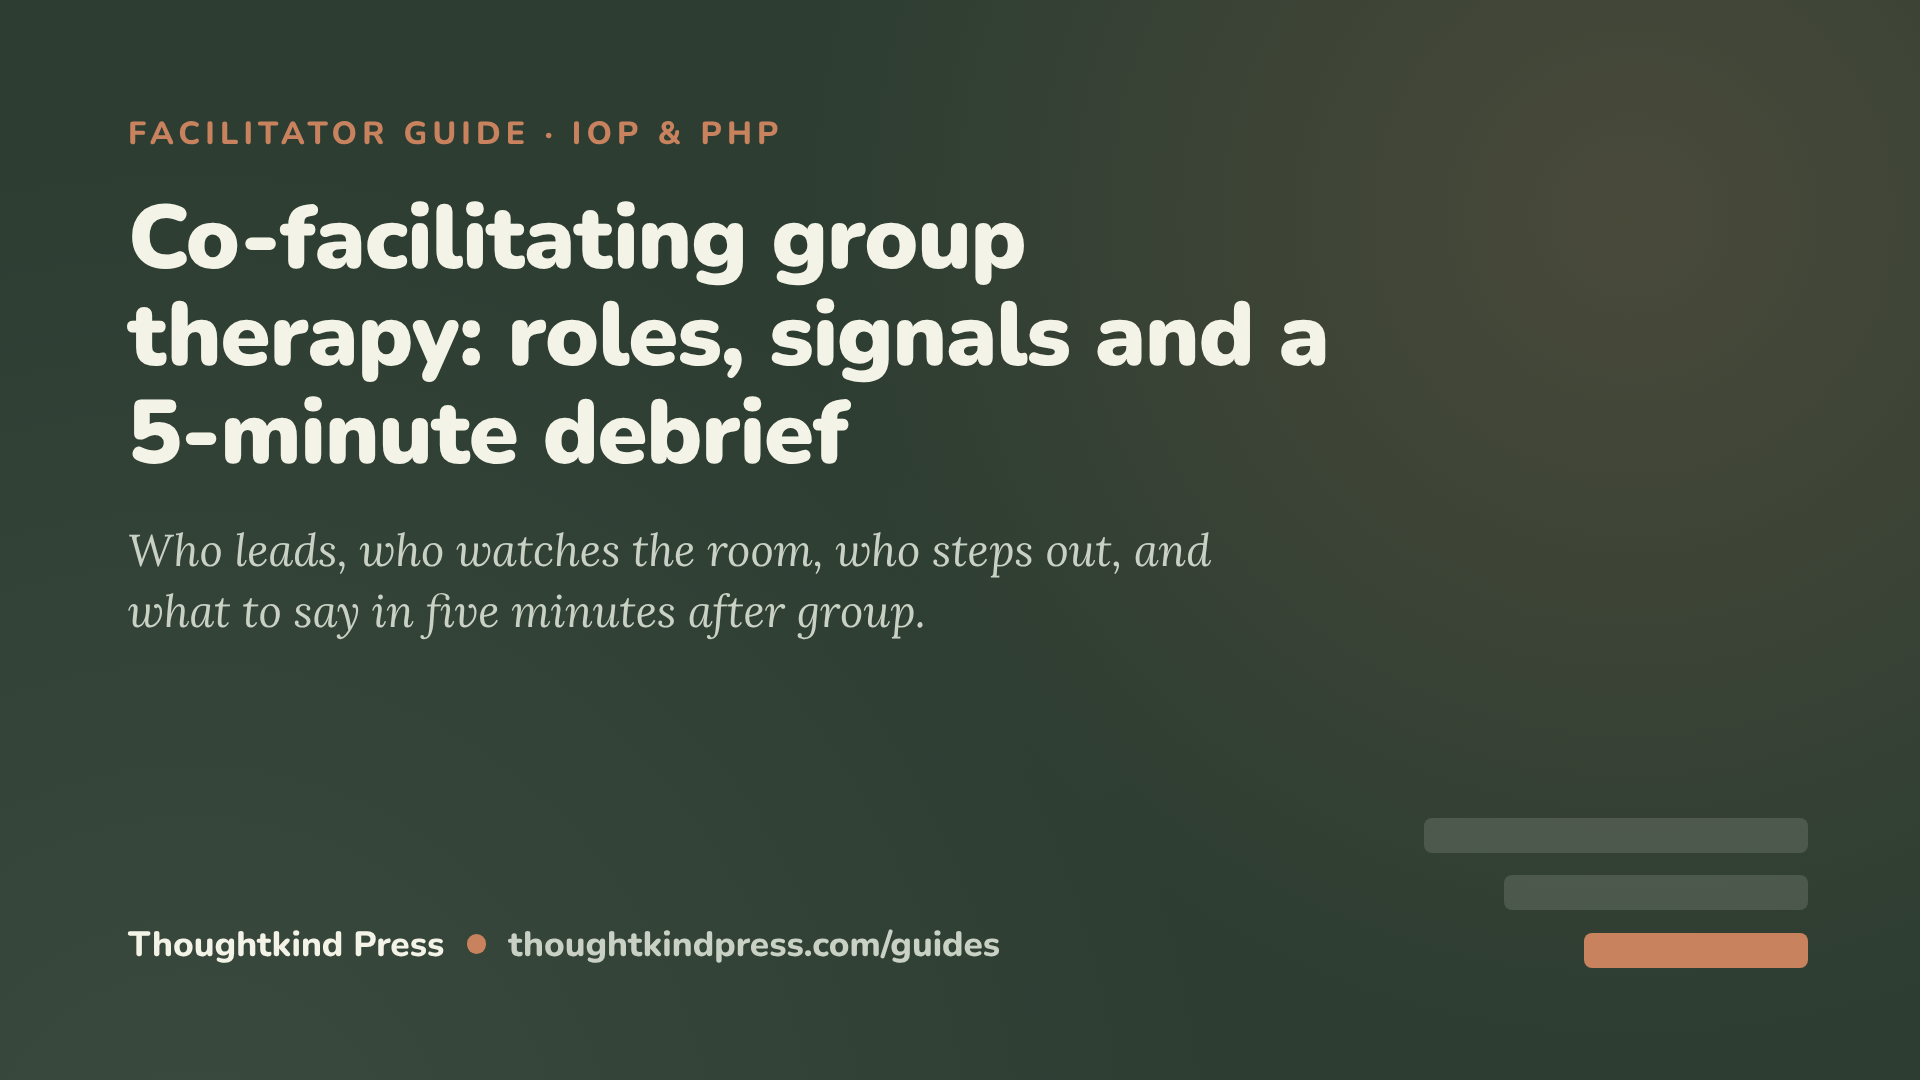 FACILITATOR GUIDE · IOP & PHP
Co-facilitating group
therapy: roles, signals and a
5-minute debrief
Who leads, who watches the room, who steps out, and
what to say in five minutes after group.
Thoughtkind Press • thoughtkindpress.com/guides